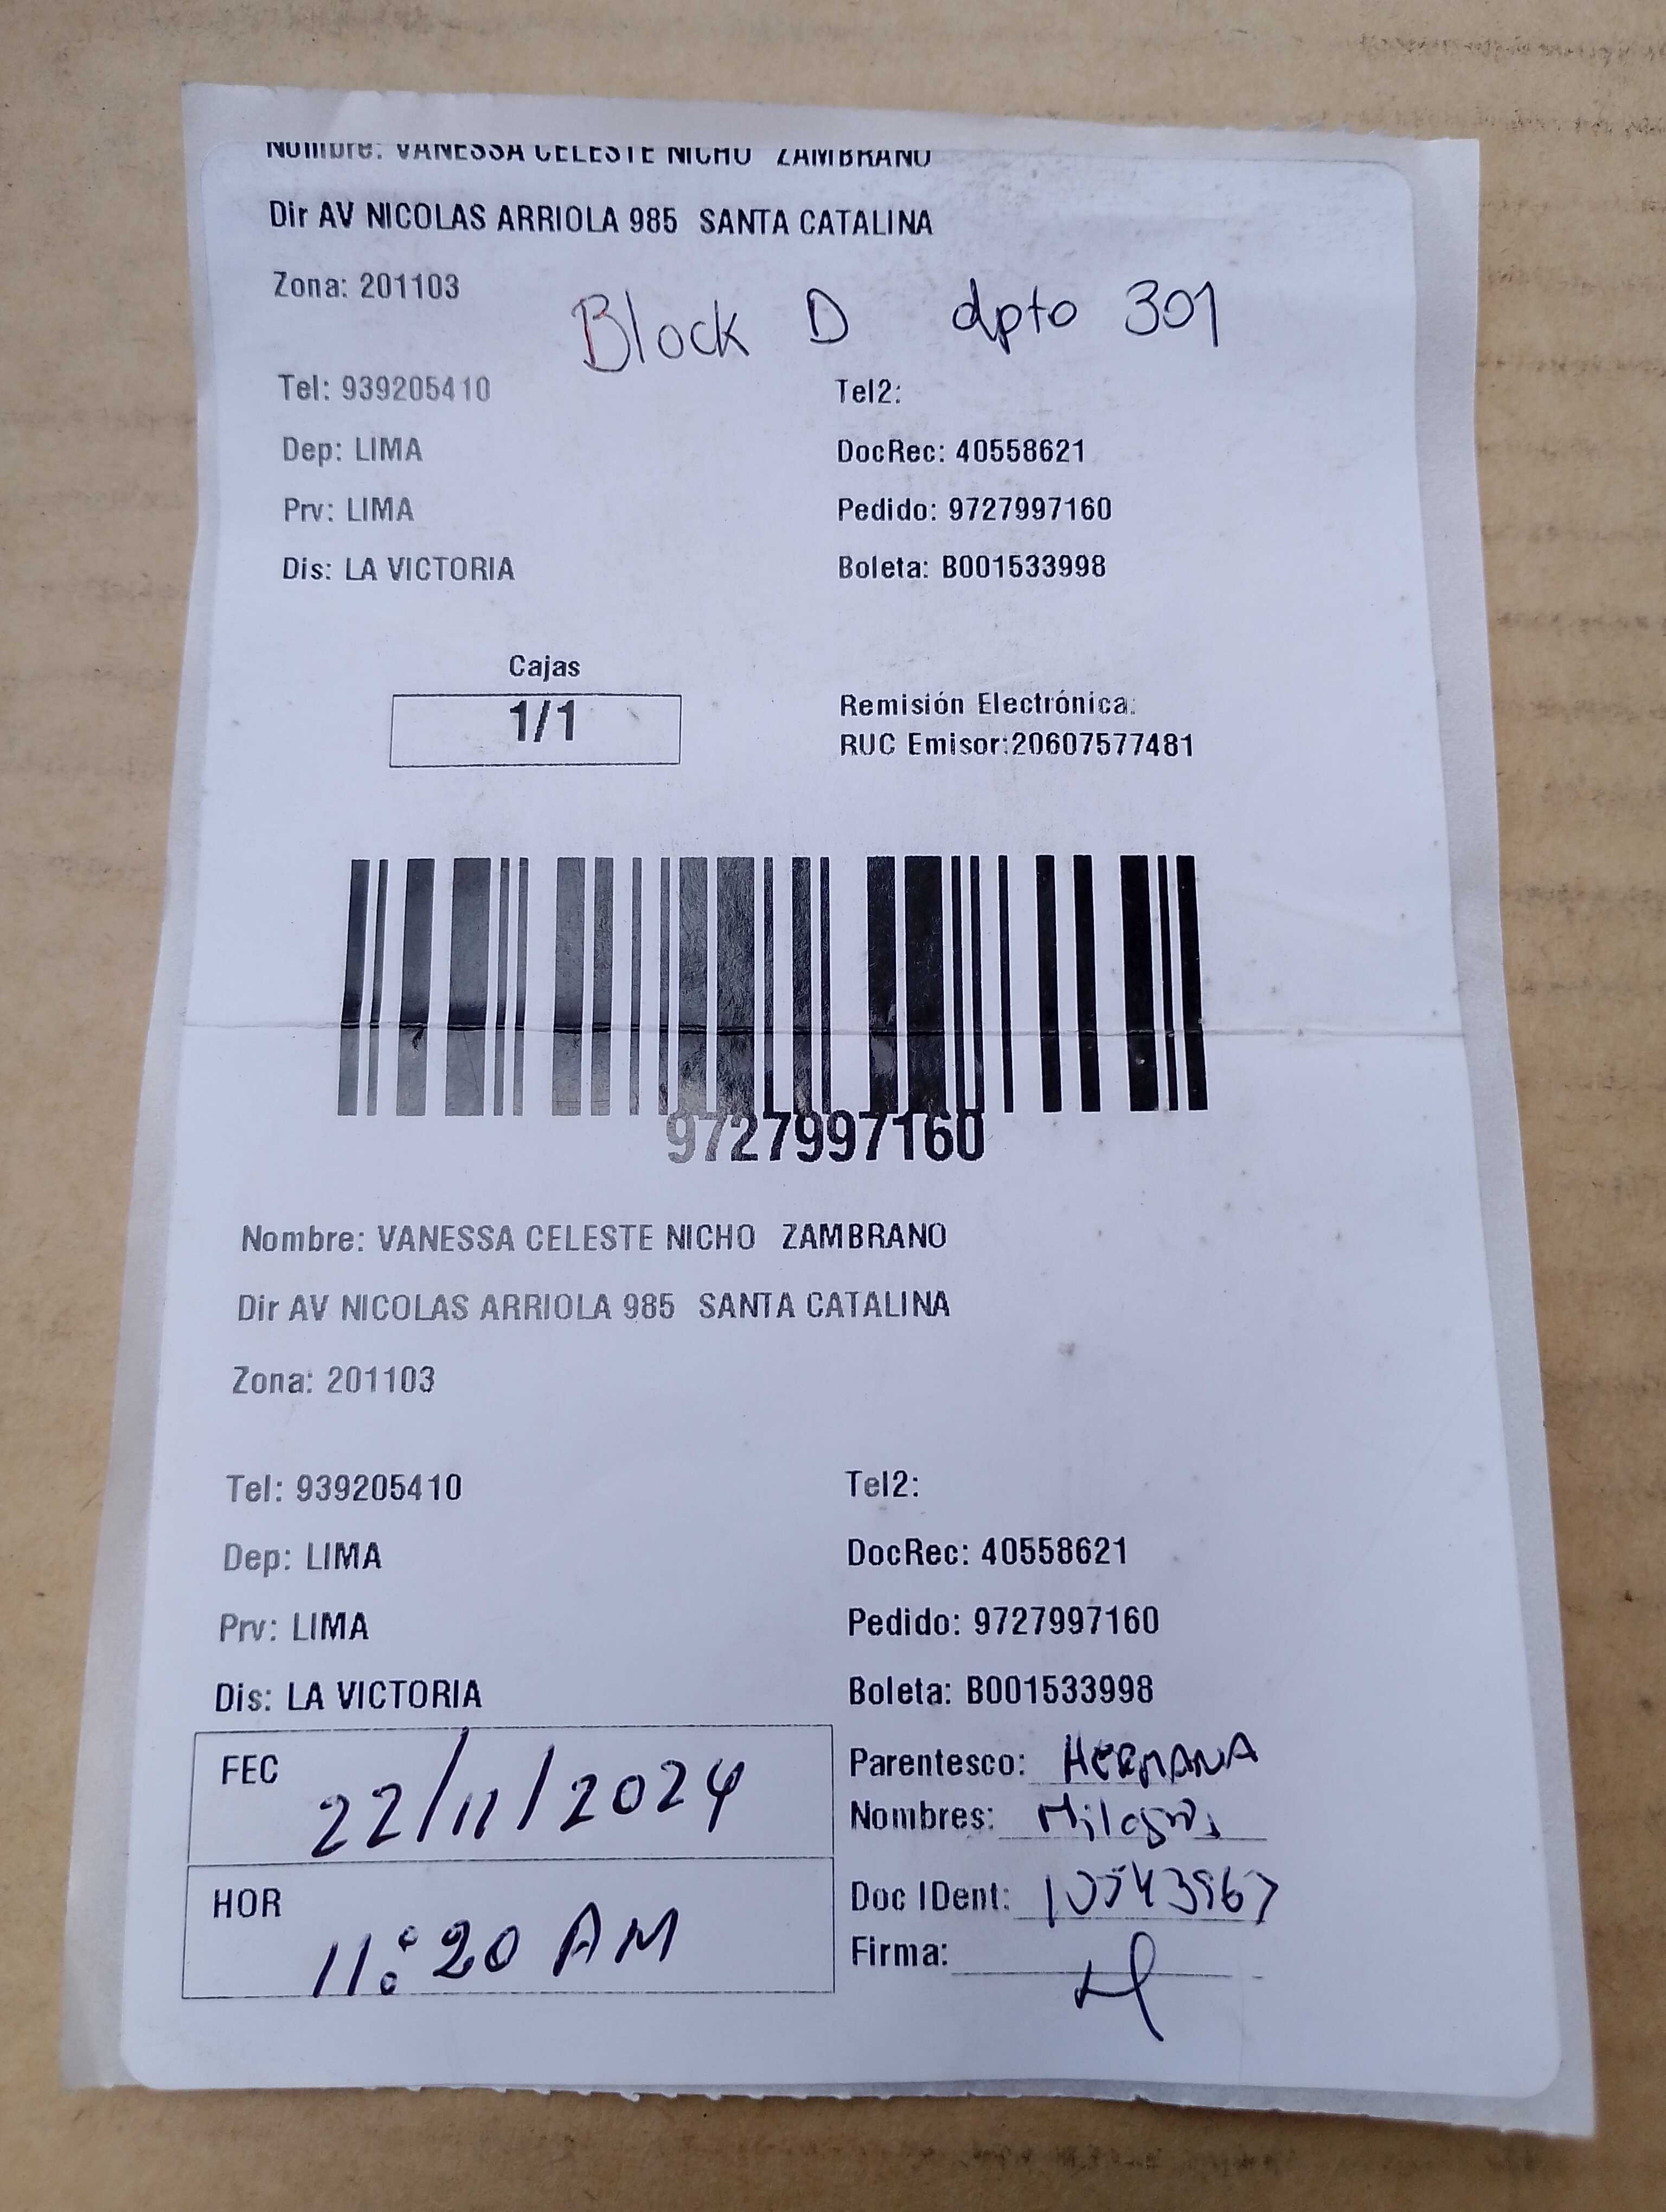 Nombre: VANESSA CELESTE NICHO ZAMBRANO
Dir AV NICOLAS ARRIOLA 985 SANTA CATALINA
Zona: 201103
Block D dpto 301
Tel: 939205410 Tel2:
Dep: LIMA DocRec: 40558621
Prv: LIMA Pedido: 9727997160
Dis: LA VICTORIA Boleta: B001533998
Cajas
1/1
Remisión Electrónica:
RUC Emisor:20607577481
9727997160
Nombre: VANESSA CELESTE NICHO ZAMBRANO
Dir AV NICOLAS ARRIOLA 985 SANTA CATALINA
Zona: 201103
Tel: 939205410 Tel2:
Dep: LIMA DocRec: 40558621
Prv: LIMA Pedido: 9727997160
Dis: LA VICTORIA Boleta: B001533998
FEC 22/11/2024
HOR 11:20 AM
Parentesco: HERMANA
Nombres: Milagros
Doc IDent:
Firma: